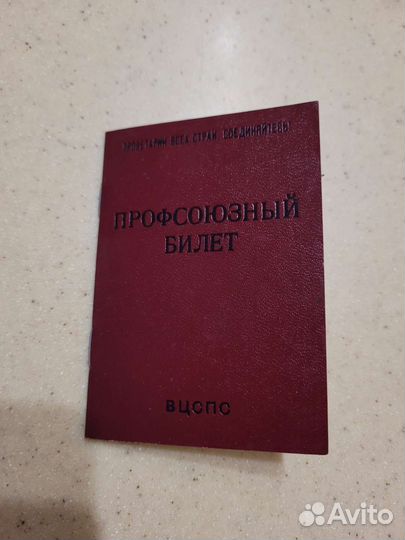 ПРОЛЕТАРИИ ВСЕХ СТРАН, СОЕДИНЯЙТЕСЬ!
ПРОФСОЮЗНЫЙ
БИЛЕТ
ВЦСПС
Avito